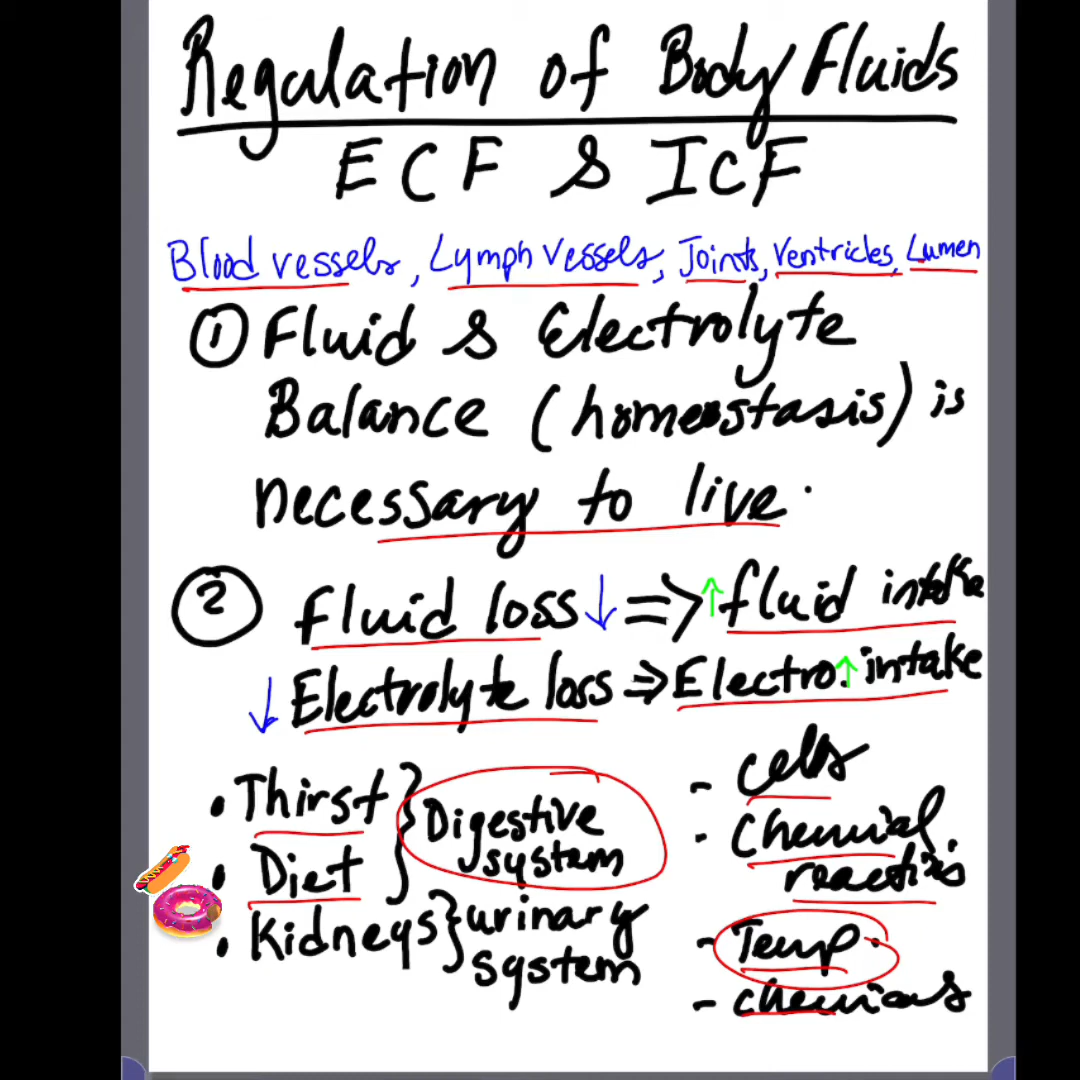 Regulation of Body Fluids
ECF & ICF
Blood vessels, Lymph Vessels, Joints, Ventricles, Lumen
① Fluid & Electrolyte
Balance (homeostasis) is
necessary to live.
② Fluid loss ↓ => ↑ fluid intake
↓ Electrolyte loss => Electro. ↑ intake
• Thirst } Digestive
• Diet } system
• Kidneys } urinary
system
- cells
- Chemical
reactions
- Temp.
- chemicals